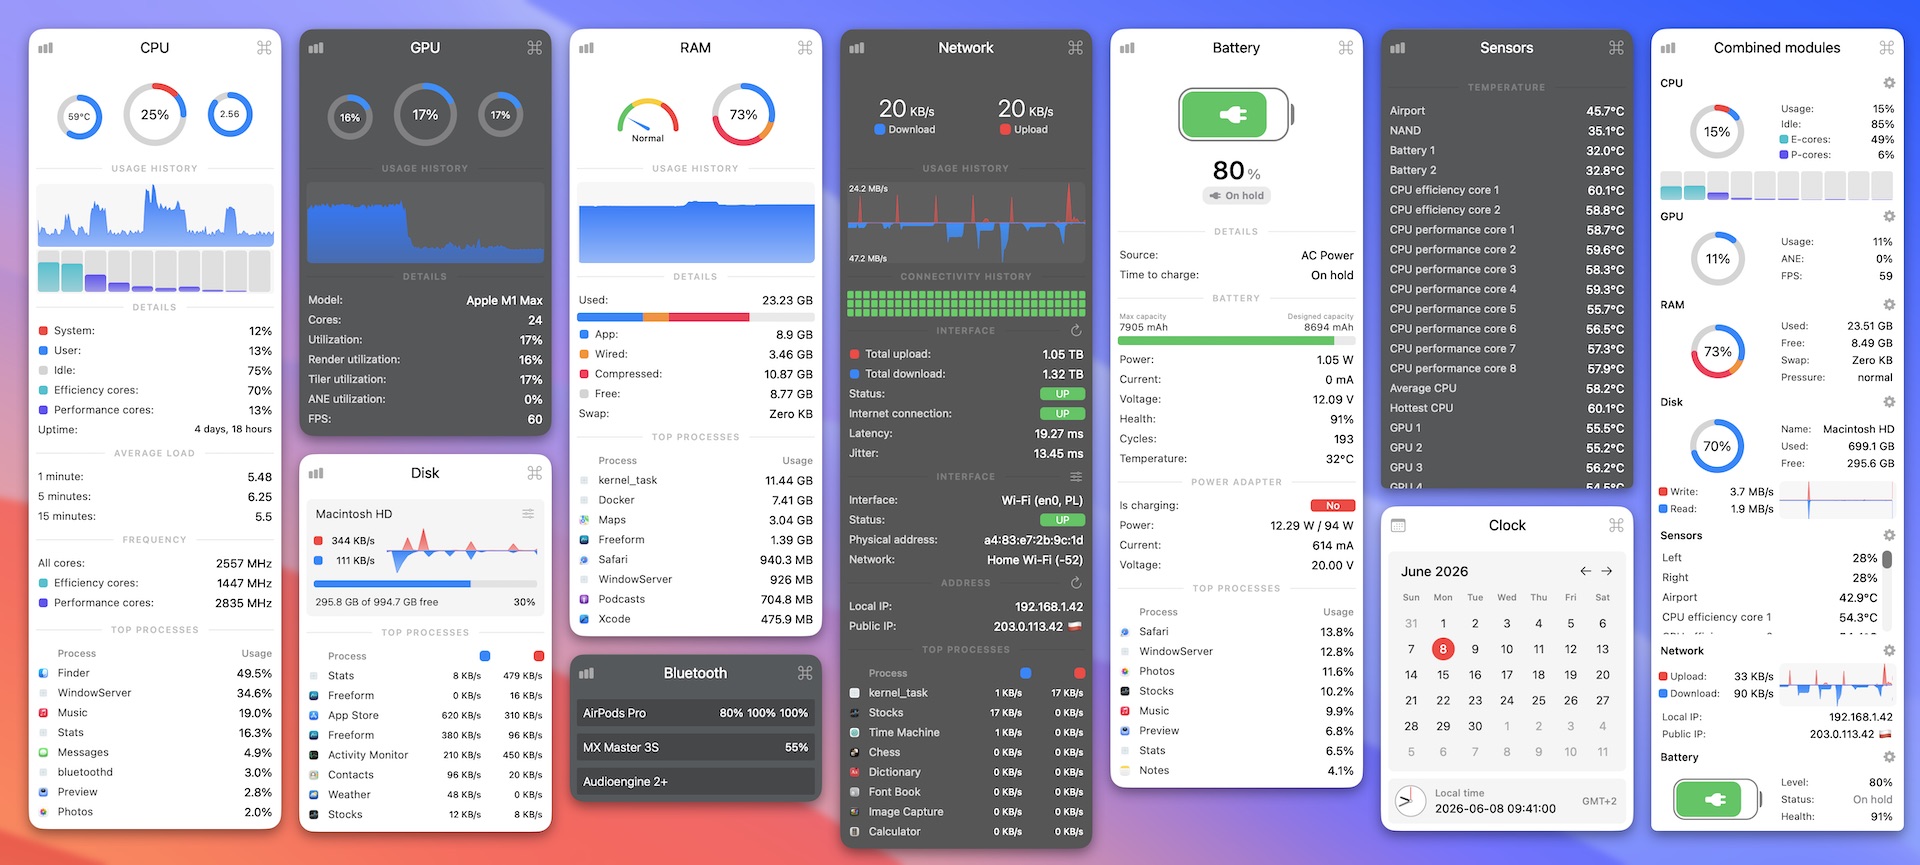 CPU
59°C
25%
2.56
USAGE HISTORY
DETAILS
System: 12%
User: 13%
Idle: 75%
Efficiency cores: 70%
Performance cores: 13%
Uptime: 4 days, 18 hours
AVERAGE LOAD
1 minute: 5.48
5 minutes: 6.25
15 minutes: 5.5
FREQUENCY
All cores: 2557 MHz
Efficiency cores: 1447 MHz
Performance cores: 2835 MHz
TOP PROCESSES
Process Usage
Finder 49.5%
WindowServer 34.6%
Music 19.0%
Stats 16.3%
Messages 4.9%
bluetoothd 3.0%
Preview 2.8%
Photos 2.0%
GPU
16%
17%
17%
USAGE HISTORY
DETAILS
Model: Apple M1 Max
Cores: 24
Utilization: 17%
Render utilization: 16%
Tiler utilization: 17%
ANE utilization: 0%
FPS: 60
Disk
Macintosh HD
344 KB/s
111 KB/s
295.8 GB of 994.7 GB free 30%
TOP PROCESSES
Process
Stats 8 KB/s 479 KB/s
Freeform 0 KB/s 16 KB/s
App Store 620 KB/s 310 KB/s
Freeform 380 KB/s 96 KB/s
Activity Monitor 210 KB/s 450 KB/s
Contacts 96 KB/s 20 KB/s
Weather 48 KB/s 0 KB/s
Stocks 12 KB/s 8 KB/s
RAM
Normal
73%
USAGE HISTORY
DETAILS
Used: 23.23 GB
App: 8.9 GB
Wired: 3.46 GB
Compressed: 10.87 GB
Free: 8.77 GB
Swap: Zero KB
TOP PROCESSES
Process Usage
kernel_task 11.44 GB
Docker 7.41 GB
Maps 3.04 GB
Freeform 1.39 GB
Safari 940.3 MB
WindowServer 926 MB
Podcasts 704.8 MB
Xcode 475.9 MB
Bluetooth
AirPods Pro 80% 100% 100%
MX Master 3S 55%
Audioengine 2+
Network
20 KB/s 20 KB/s
Download Upload
USAGE HISTORY
24.2 MB/s
47.2 MB/s
CONNECTIVITY HISTORY
INTERFACE
Total upload: 1.05 TB
Total download: 1.32 TB
Status: UP
Internet connection: UP
Latency: 19.27 ms
Jitter: 13.45 ms
INTERFACE
Interface: Wi-Fi (en0, PL)
Status: UP
Physical address: a4:83:e7:2b:9c:1d
Network: Home Wi-Fi (-52)
ADDRESS
Local IP: 192.168.1.42
Public IP: 203.0.113.42
TOP PROCESSES
Process
kernel_task 1 KB/s 17 KB/s
Stocks 17 KB/s 0 KB/s
Time Machine 1 KB/s 0 KB/s
Chess 0 KB/s 0 KB/s
Dictionary 0 KB/s 0 KB/s
Font Book 0 KB/s 0 KB/s
Image Capture 0 KB/s 0 KB/s
Calculator 0 KB/s 0 KB/s
Battery
80 %
On hold
DETAILS
Source: AC Power
Time to charge: On hold
BATTERY
Max capacity Designed capacity
7905 mAh 8694 mAh
Power: 1.05 W
Current: 0 mA
Voltage: 12.09 V
Health: 91%
Cycles: 193
Temperature: 32°C
POWER ADAPTER
Is charging: No
Power: 12.29 W / 94 W
Current: 614 mA
Voltage: 20.00 V
TOP PROCESSES
Process Usage
Safari 13.8%
WindowServer 12.8%
Photos 11.6%
Stocks 10.2%
Music 9.9%
Preview 6.8%
Stats 6.5%
Notes 4.1%
Sensors
TEMPERATURE
Airport 45.7°C
NAND 35.1°C
Battery 1 32.0°C
Battery 2 32.8°C
CPU efficiency core 1 60.1°C
CPU efficiency core 2 58.8°C
CPU performance core 1 58.7°C
CPU performance core 2 59.6°C
CPU performance core 3 58.3°C
CPU performance core 4 59.3°C
CPU performance core 5 55.7°C
CPU performance core 6 56.5°C
CPU performance core 7 57.3°C
CPU performance core 8 57.9°C
Average CPU 58.2°C
Hottest CPU 60.1°C
GPU 1 55.5°C
GPU 2 55.2°C
GPU 3 56.2°C
GPU 4 54.5°C
Clock
June 2026 ← →
Sun Mon Tue Wed Thu Fri Sat
31 1 2 3 4 5 6
7 8 9 10 11 12 13
14 15 16 17 18 19 20
21 22 23 24 25 26 27
28 29 30 1 2 3 4
5 6 7 8 9 10 11
Local time
2026-06-08 09:41:00 GMT+2
Combined modules
CPU
15%
Usage: 15%
Idle: 85%
E-cores: 49%
P-cores: 6%
GPU
11%
Usage: 11%
ANE: 0%
FPS: 59
RAM
73%
Used: 23.51 GB
Free: 8.49 GB
Swap: Zero KB
Pressure: normal
Disk
70%
Name: Macintosh HD
Used: 699.1 GB
Free: 295.6 GB
Write: 3.7 MB/s
Read: 1.9 MB/s
Sensors
Left 28%
Right 28%
Airport 42.9°C
CPU efficiency core 1 54.3°C
Network
Upload: 33 KB/s
Download: 90 KB/s
Local IP: 192.168.1.42
Public IP: 203.0.113.42
Battery
Level: 80%
Status: On hold
Health: 91%